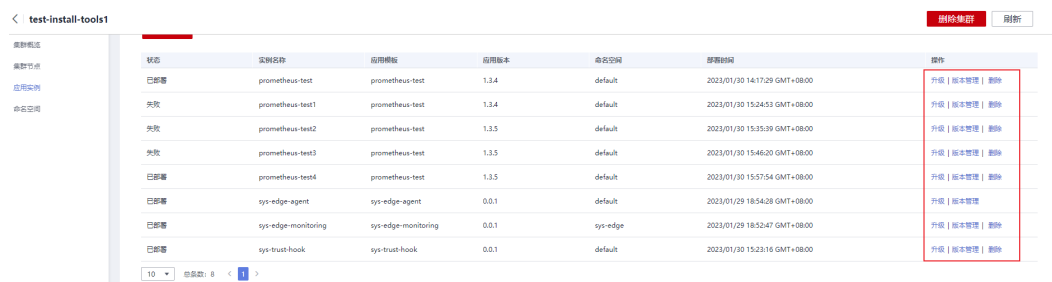 < test-install-tools1 删除集群 刷新
集群概览
集群节点
应用实例
命名空间
状态 实例名称 应用模板 应用版本 命名空间 部署时间 操作
已部署 prometheus-test prometheus-test 1.3.4 default 2023/01/30 14:17:29 GMT+08:00 升级 | 版本管理 | 删除
失败 prometheus-test1 prometheus-test 1.3.4 default 2023/01/30 15:24:53 GMT+08:00 升级 | 版本管理 | 删除
失败 prometheus-test2 prometheus-test 1.3.5 default 2023/01/30 15:35:39 GMT+08:00 升级 | 版本管理 | 删除
失败 prometheus-test3 prometheus-test 1.3.5 default 2023/01/30 15:46:20 GMT+08:00 升级 | 版本管理 | 删除
已部署 prometheus-test4 prometheus-test 1.3.5 default 2023/01/30 15:57:54 GMT+08:00 升级 | 版本管理 | 删除
已部署 sys-edge-agent sys-edge-agent 0.0.1 default 2023/01/29 18:54:28 GMT+08:00 升级 | 版本管理
已部署 sys-edge-monitoring sys-edge-monitoring 0.0.1 sys-edge 2023/01/29 18:52:47 GMT+08:00 升级 | 版本管理 | 删除
已部署 sys-trust-hook sys-trust-hook 0.0.1 default 2023/01/30 15:23:16 GMT+08:00 升级 | 版本管理 | 删除
10 总条数: 8 < 1 >